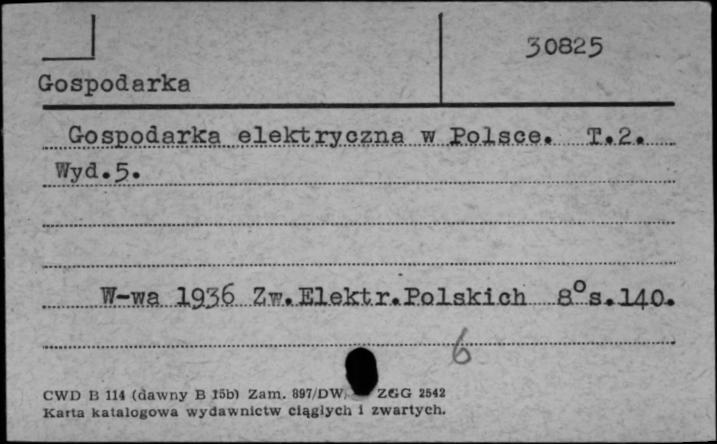 30825
Gospodarka
Gospodarka elektryczna w Polsce. T.2.
Wyd.5.
W-wa 1936 Zw.Elektr.Polskich 8°s.140.
6
CWD B 114 (dawny B 15b) Zam. 897/DW/ ZGG 2542
Karta katalogowa wydawnictw ciągłych i zwartych.